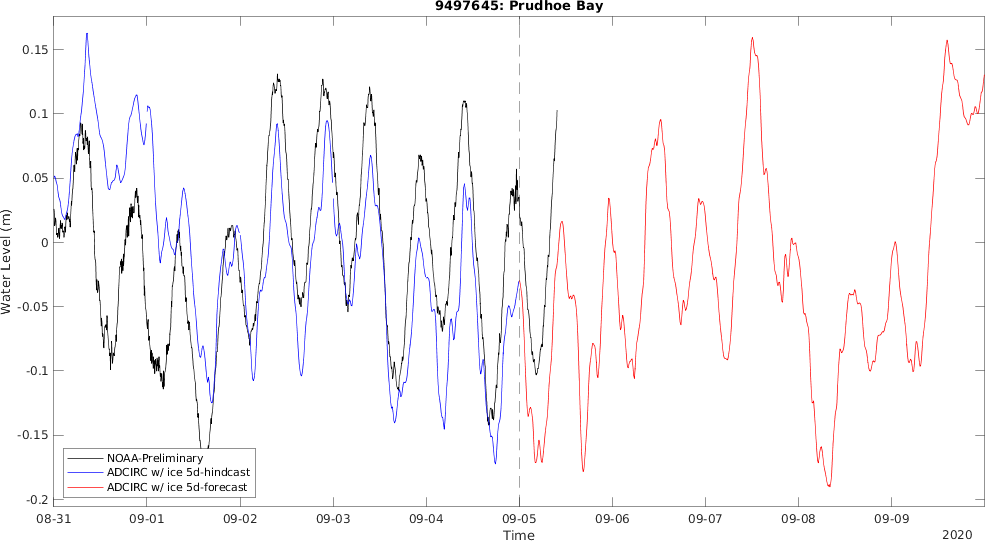 9497645: Prudhoe Bay
Water Level (m)
0.15
0.1
0.05
0
-0.05
-0.1
-0.15
-0.2
NOAA-Preliminary
ADCIRC w/ ice 5d-hindcast
ADCIRC w/ ice 5d-forecast
08-31 09-01 09-02 09-03 09-04 09-05 09-06 09-07 09-08 09-09
Time
2020